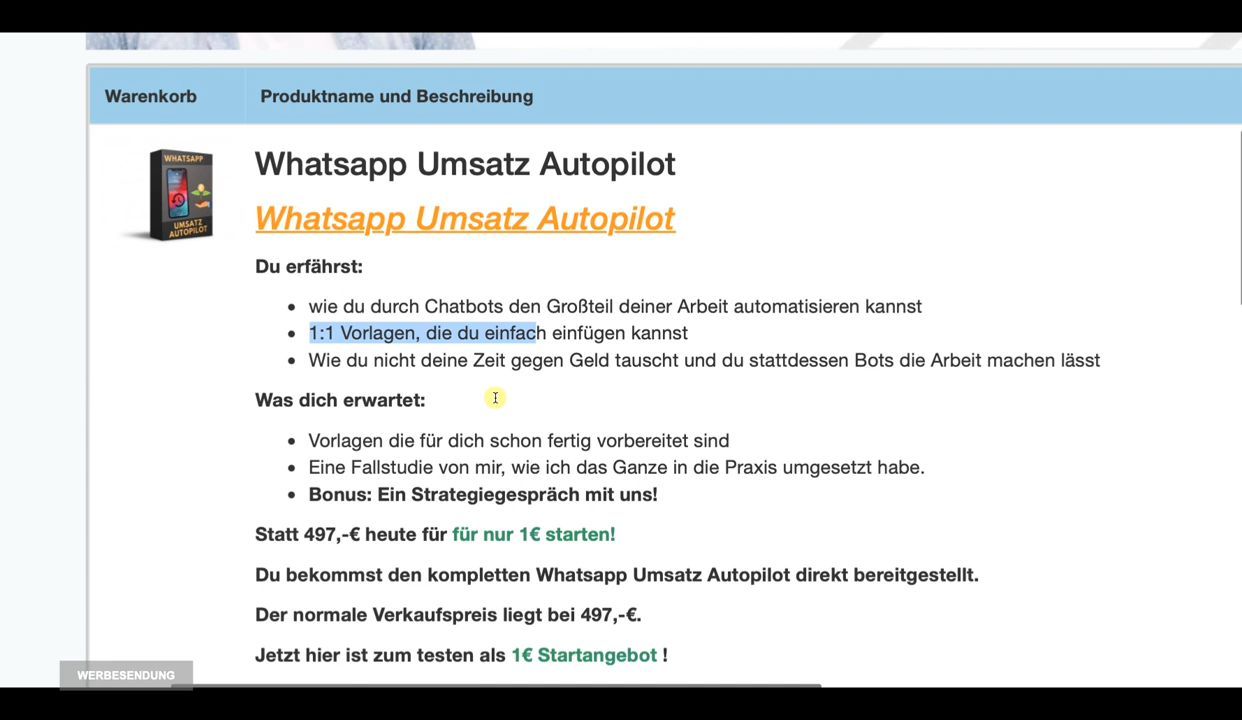 Warenkorb
Produktname und Beschreibung
WHATSAPP
UMSATZ
AUTOPILOT
Whatsapp Umsatz Autopilot
Whatsapp Umsatz Autopilot
Du erfährst:
wie du durch Chatbots den Großteil deiner Arbeit automatisieren kannst
1:1 Vorlagen, die du einfach einfügen kannst
Wie du nicht deine Zeit gegen Geld tauscht und du stattdessen Bots die Arbeit machen lässt
Was dich erwartet:
Vorlagen die für dich schon fertig vorbereitet sind
Eine Fallstudie von mir, wie ich das Ganze in die Praxis umgesetzt habe.
Bonus: Ein Strategiegespräch mit uns!
Statt 497,-€ heute für für nur 1€ starten!
Du bekommst den kompletten Whatsapp Umsatz Autopilot direkt bereitgestellt.
Der normale Verkaufspreis liegt bei 497,-€.
Jetzt hier ist zum testen als 1€ Startangebot !
WERBESENDUNG